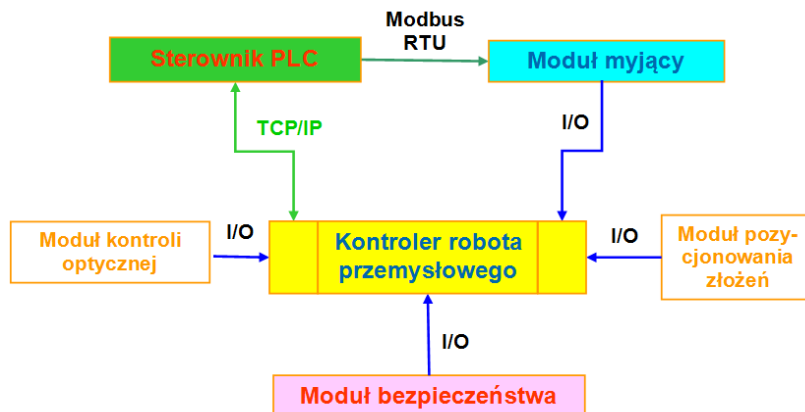 Modbus
RTU
Sterownik PLC
Moduł myjący
TCP/IP
I/O
Moduł kontroli
optycznej
I/O
Kontroler robota
przemysłowego
I/O
Moduł pozy-
cjonowania
złożeń
I/O
Moduł bezpieczeństwa